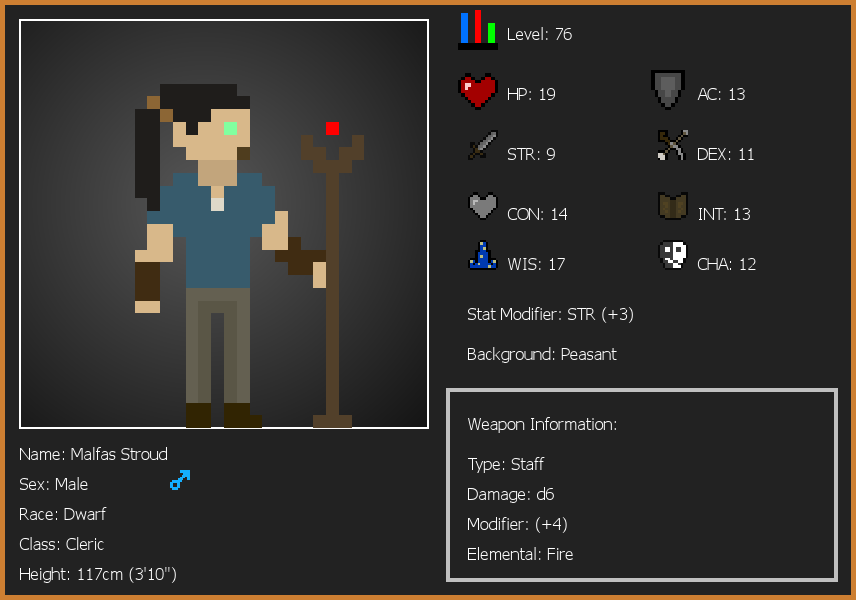 Level: 76
HP: 19
AC: 13
STR: 9
DEX: 11
CON: 14
INT: 13
WIS: 17
CHA: 12
Stat Modifier: STR (+3)
Background: Peasant
Weapon Information:
Type: Staff
Damage: d6
Modifier: (+4)
Elemental: Fire
Name: Malfas Stroud
Sex: Male
Race: Dwarf
Class: Cleric
Height: 117cm (3'10")